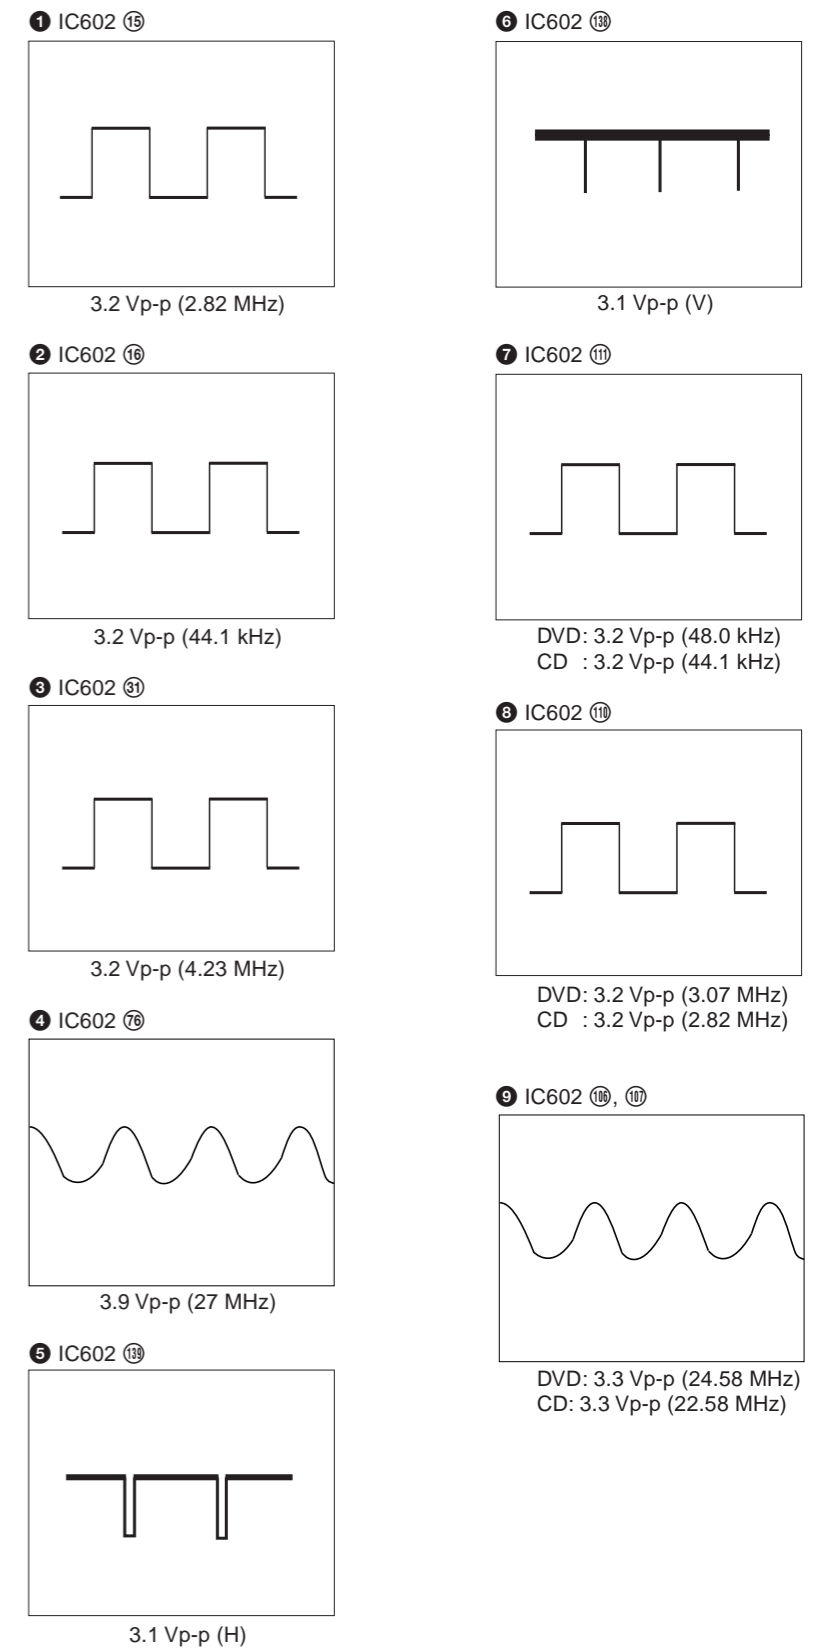 ❶ IC602 ⑮
3.2 Vp-p (2.82 MHz)
❷ IC602 ⑯
3.2 Vp-p (44.1 kHz)
❸ IC602 ㉛
3.2 Vp-p (4.23 MHz)
❹ IC602 (76)
3.9 Vp-p (27 MHz)
❺ IC602 (139)
3.1 Vp-p (H)
❻ IC602 (138)
3.1 Vp-p (V)
❼ IC602 (111)
DVD: 3.2 Vp-p (48.0 kHz)
CD : 3.2 Vp-p (44.1 kHz)
❽ IC602 (110)
DVD: 3.2 Vp-p (3.07 MHz)
CD : 3.2 Vp-p (2.82 MHz)
❾ IC602 (106), (107)
DVD: 3.3 Vp-p (24.58 MHz)
CD: 3.3 Vp-p (22.58 MHz)